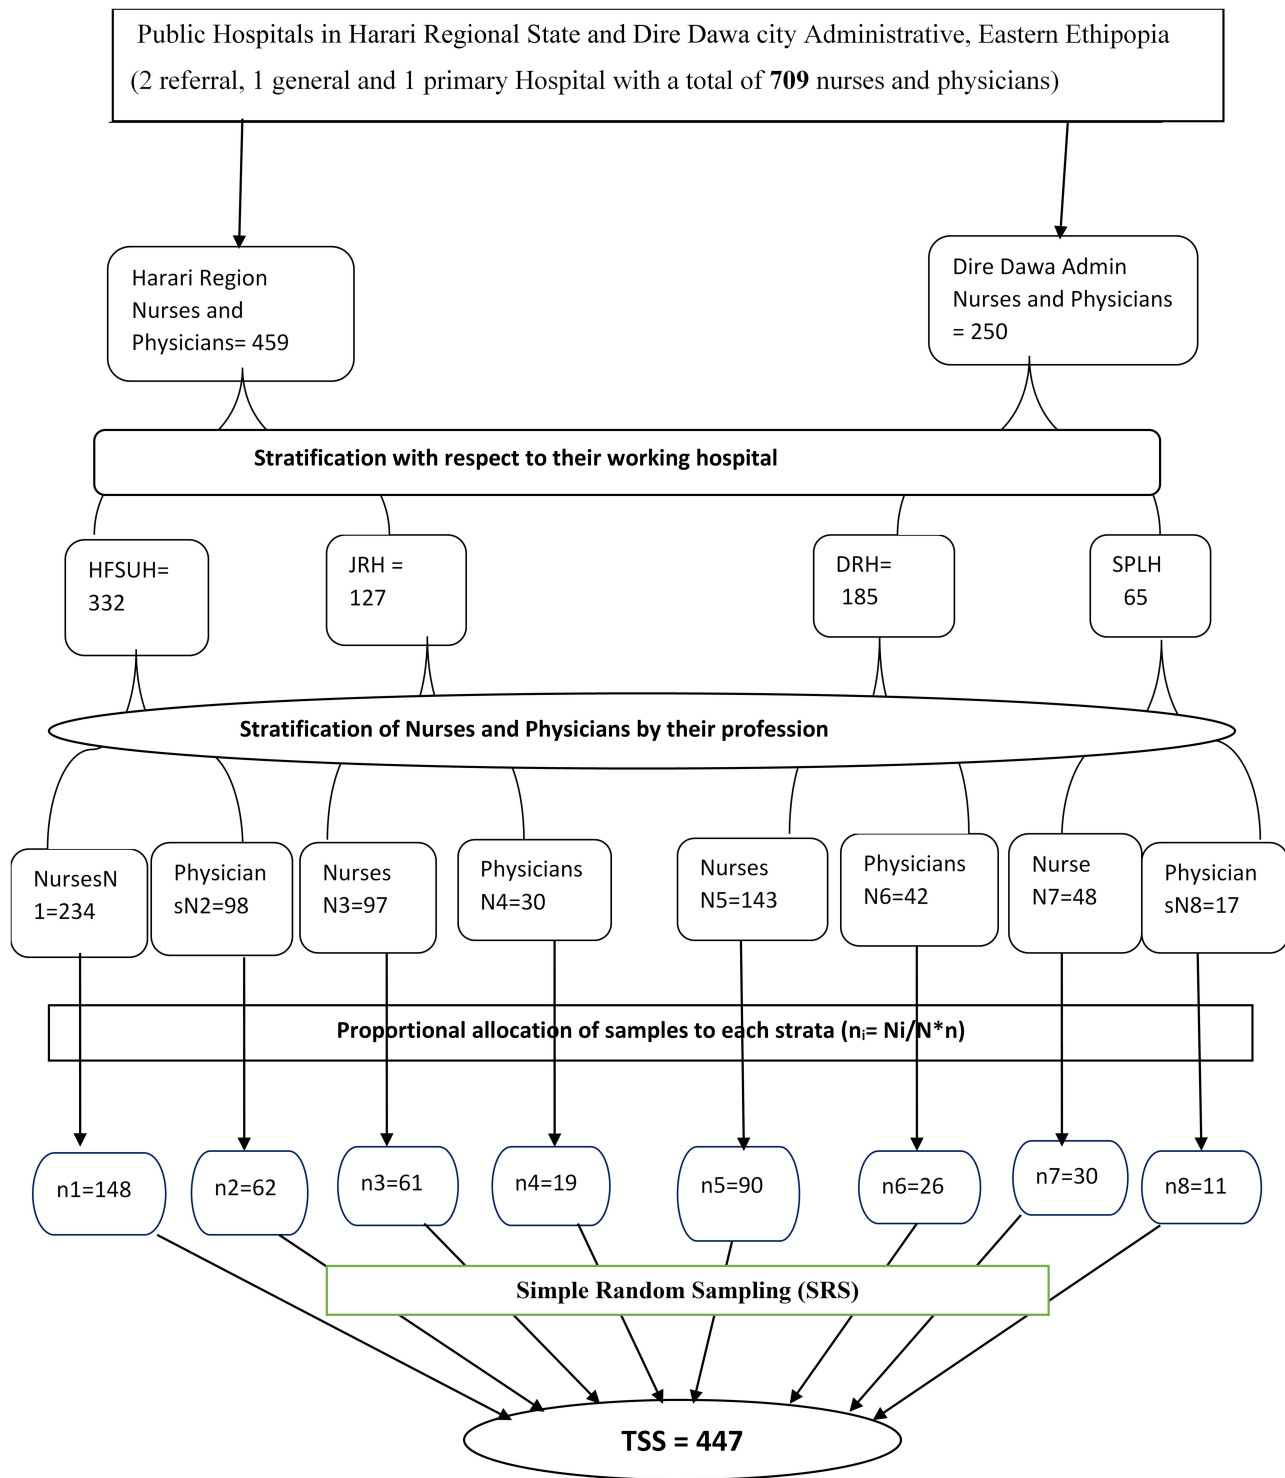 Public Hospitals in Harari Regional State and Dire Dawa city Administrative, Eastern Ethipopia
(2 referral, 1 general and 1 primary Hospital with a total of 709 nurses and physicians)
Harari Region
Nurses and
Physicians= 459
Dire Dawa Admin
Nurses and Physicians
= 250
Stratification with respect to their working hospital
HFSUH=
332
JRH =
127
DRH=
185
SPLH
65
Stratification of Nurses and Physicians by their profession
NursesN
1=234
Physician
sN2=98
Nurses
N3=97
Physicians
N4=30
Nurses
N5=143
Physicians
N6=42
Nurse
N7=48
Physician
sN8=17
Proportional allocation of samples to each strata (nᵢ= Ni/N*n)
n1=148
n2=62
n3=61
n4=19
n5=90
n6=26
n7=30
n8=11
Simple Random Sampling (SRS)
TSS = 447